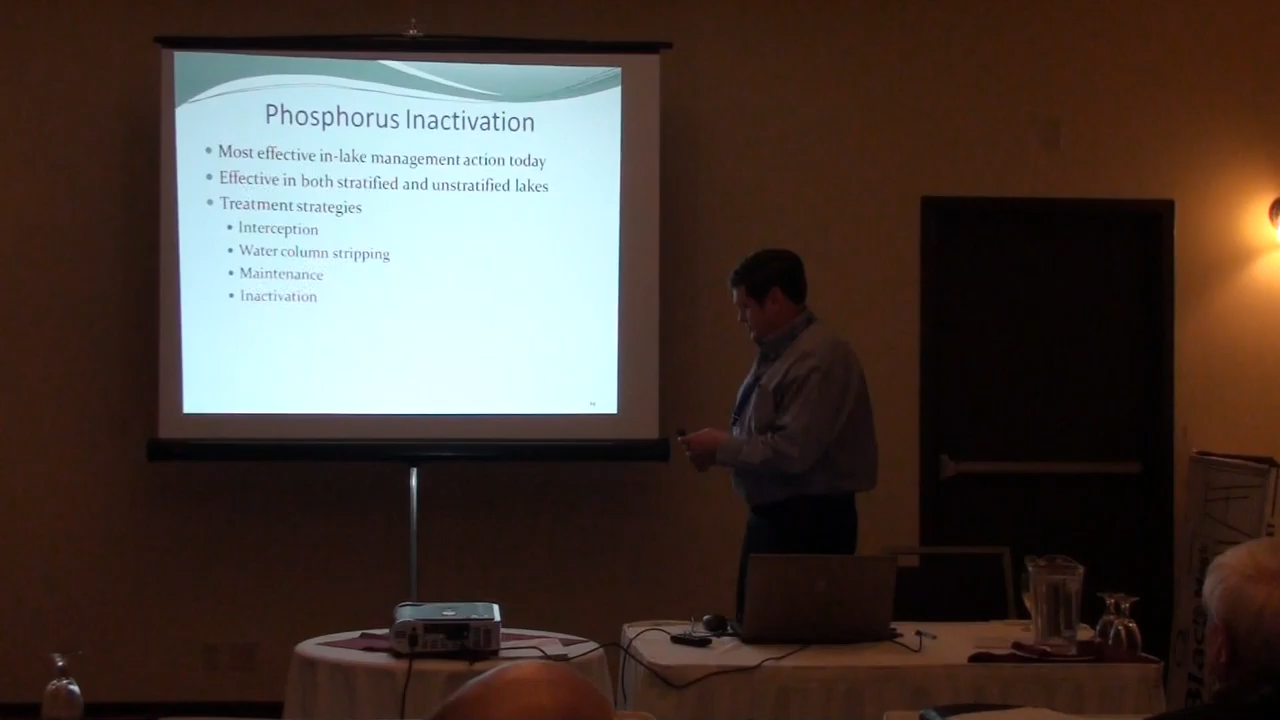 Phosphorus Inactivation
• Most effective in-lake management action today
• Effective in both stratified and unstratified lakes
• Treatment strategies
• Interception
• Water column stripping
• Maintenance
• Inactivation